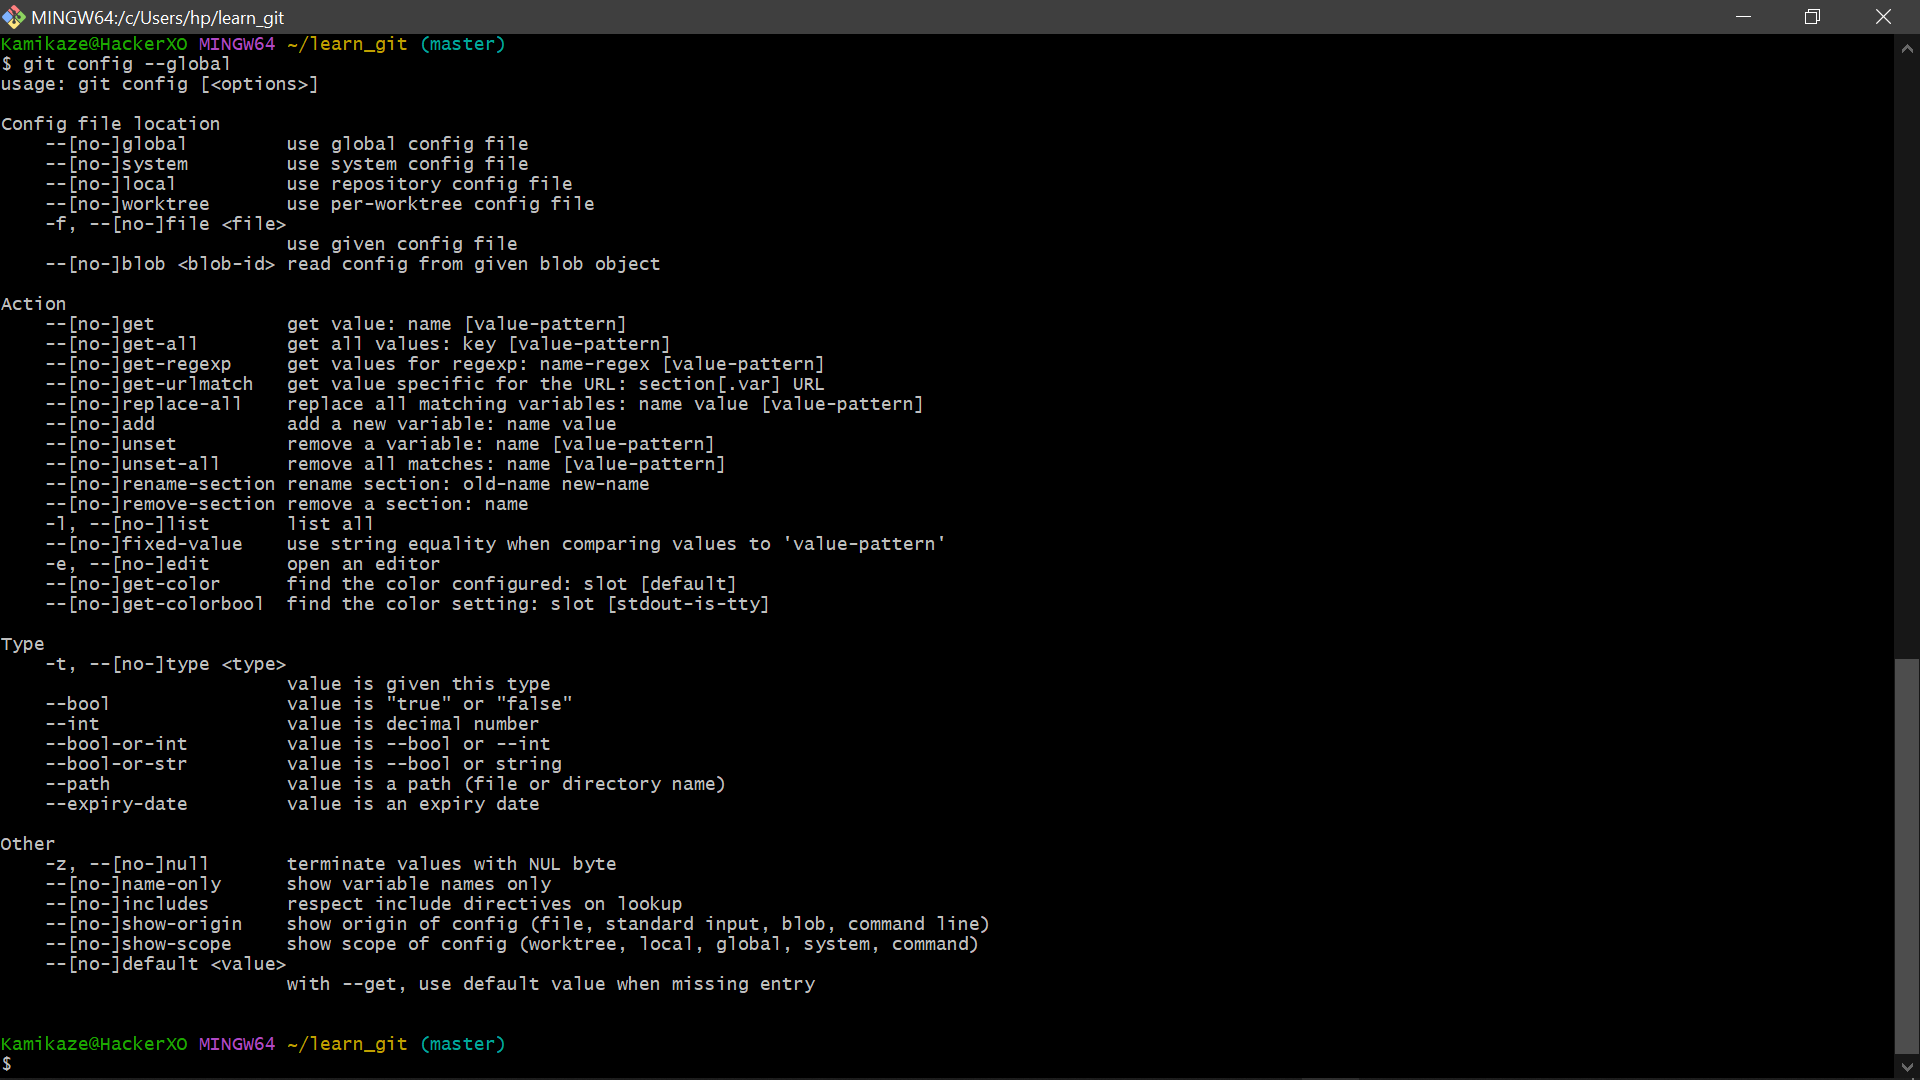 MINGW64:/c/Users/hp/learn_git
Kamikaze@HackerXO MINGW64 ~/learn_git (master)
$ git config --global
usage: git config [<options>]
Config file location
--[no-]global use global config file
--[no-]system use system config file
--[no-]local use repository config file
--[no-]worktree use per-worktree config file
-f, --[no-]file <file>
use given config file
--[no-]blob <blob-id> read config from given blob object
Action
--[no-]get get value: name [value-pattern]
--[no-]get-all get all values: key [value-pattern]
--[no-]get-regexp get values for regexp: name-regex [value-pattern]
--[no-]get-urlmatch get value specific for the URL: section[.var] URL
--[no-]replace-all replace all matching variables: name value [value-pattern]
--[no-]add add a new variable: name value
--[no-]unset remove a variable: name [value-pattern]
--[no-]unset-all remove all matches: name [value-pattern]
--[no-]rename-section rename section: old-name new-name
--[no-]remove-section remove a section: name
-l, --[no-]list list all
--[no-]fixed-value use string equality when comparing values to 'value-pattern'
-e, --[no-]edit open an editor
--[no-]get-color find the color configured: slot [default]
--[no-]get-colorbool find the color setting: slot [stdout-is-tty]
Type
-t, --[no-]type <type>
value is given this type
--bool value is "true" or "false"
--int value is decimal number
--bool-or-int value is --bool or --int
--bool-or-str value is --bool or string
--path value is a path (file or directory name)
--expiry-date value is an expiry date
Other
-z, --[no-]null terminate values with NUL byte
--[no-]name-only show variable names only
--[no-]includes respect include directives on lookup
--[no-]show-origin show origin of config (file, standard input, blob, command line)
--[no-]show-scope show scope of config (worktree, local, global, system, command)
--[no-]default <value>
with --get, use default value when missing entry
Kamikaze@HackerXO MINGW64 ~/learn_git (master)
$